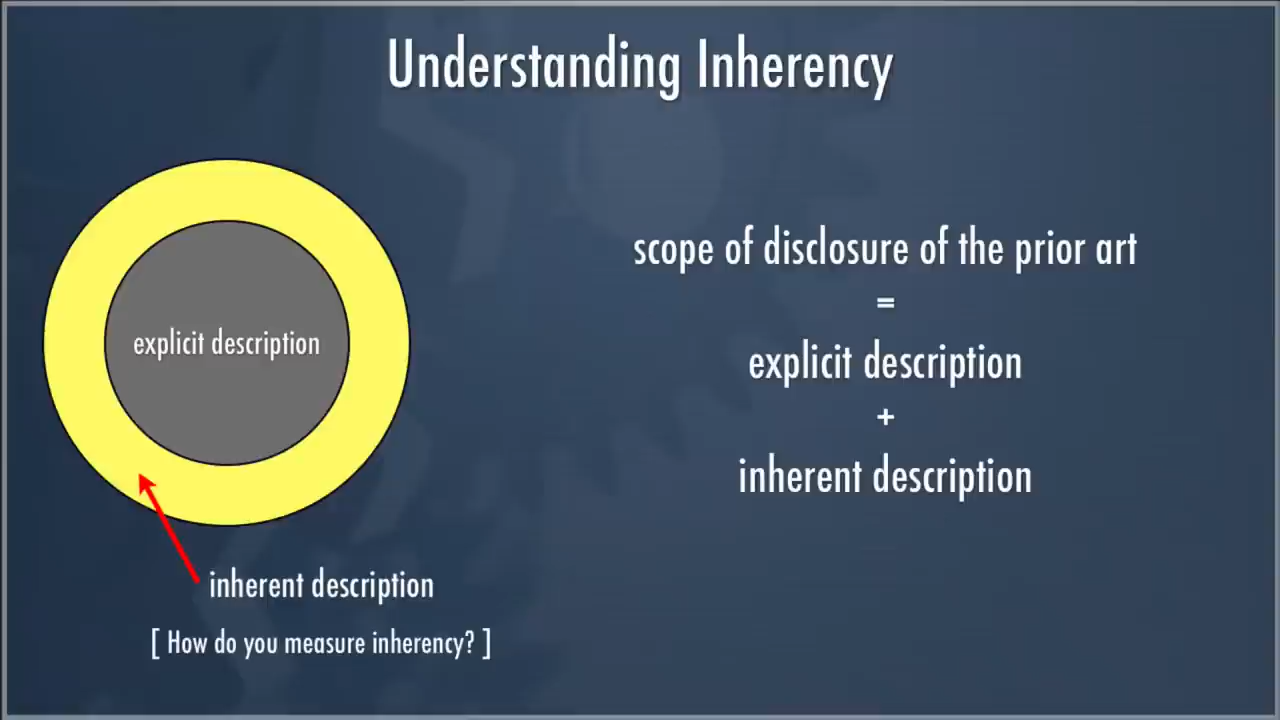 Understanding Inherency
explicit description
inherent description
[ How do you measure inherency? ]
scope of disclosure of the prior art
=
explicit description
+
inherent description